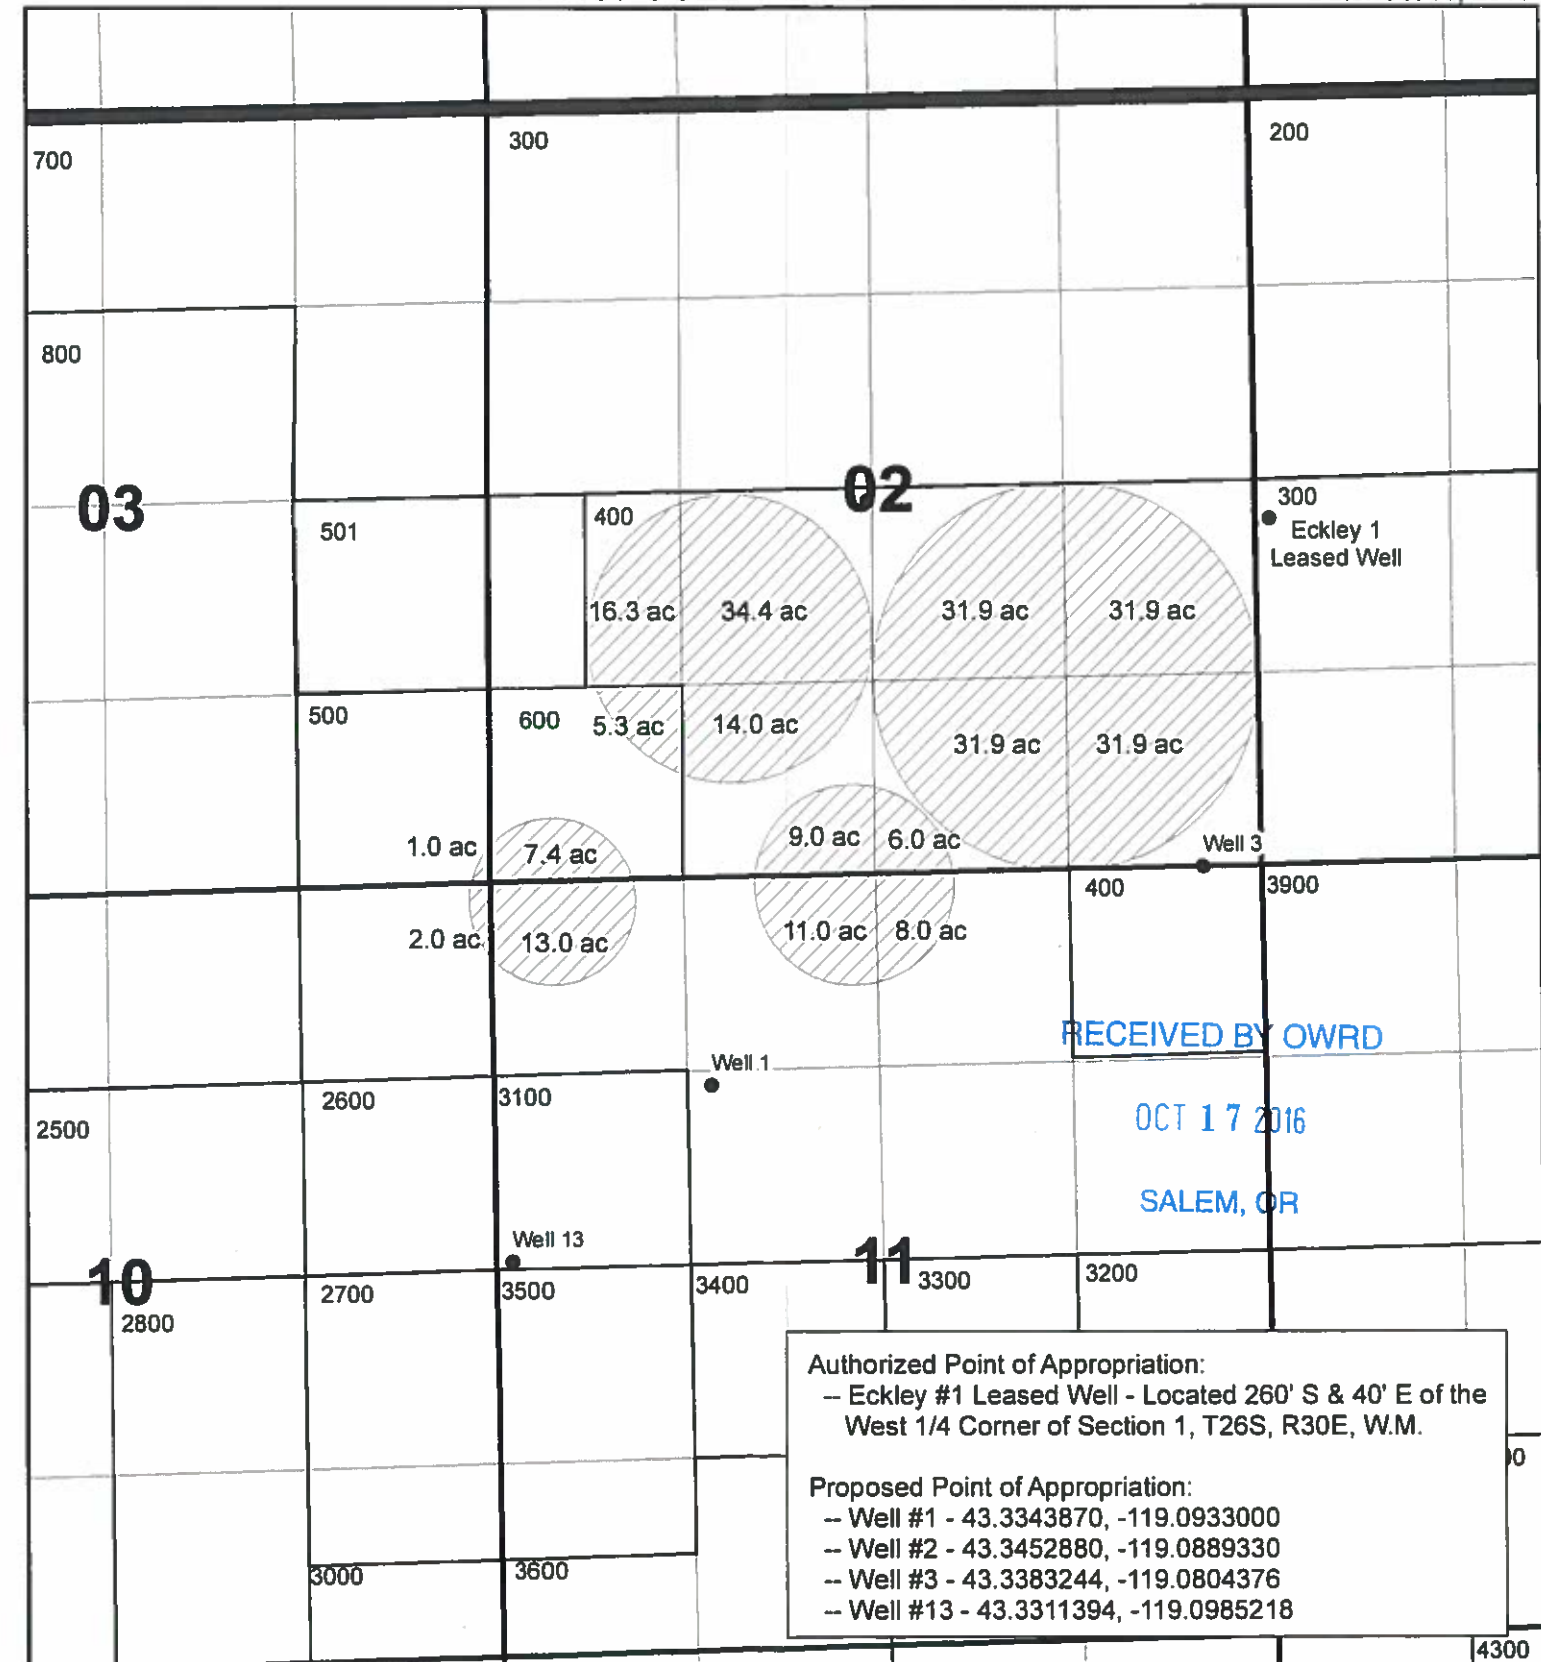 700
300
200
800
03
02
501
400
300
Eckley 1
Leased Well
16.3 ac
34.4 ac
31.9 ac
31.9 ac
500
600
5.3 ac
14.0 ac
31.9 ac
31.9 ac
1.0 ac
7.4 ac
9.0 ac
6.0 ac
Well 3
400
3900
2.0 ac
13.0 ac
11.0 ac
8.0 ac
RECEIVED BY OWRD
Well 1
2600
3100
2500
OCT 17 2016
SALEM, OR
Well 13
10
11
2700
3500
3400
3300
3200
2800
Authorized Point of Appropriation:
-- Eckley #1 Leased Well - Located 260' S & 40' E of the
West 1/4 Corner of Section 1, T26S, R30E, W.M.
Proposed Point of Appropriation:
-- Well #1 - 43.3343870, -119.0933000
-- Well #2 - 43.3452880, -119.0889330
-- Well #3 - 43.3383244, -119.0804376
-- Well #13 - 43.3311394, -119.0985218
3000
3600
4300